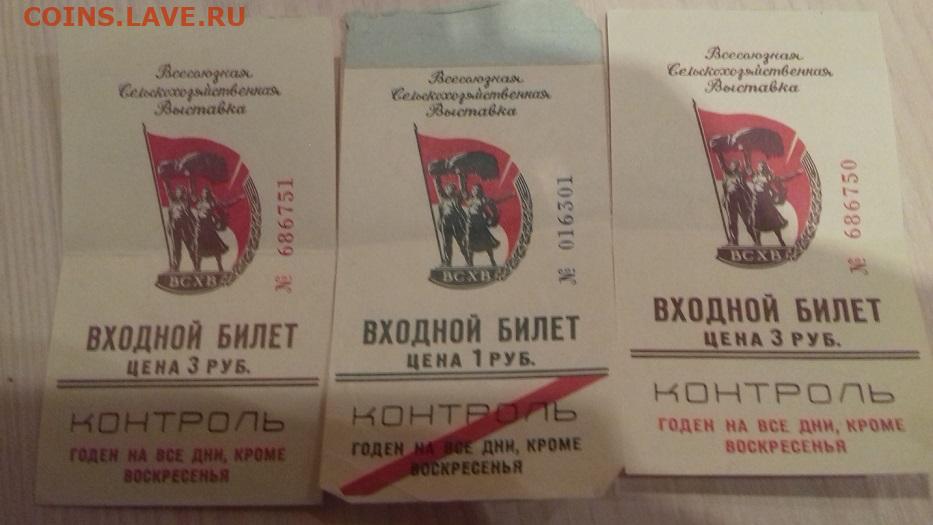 COINS.LAVE.RU
Всесоюзная
Сельскохозяйственная
Выставка
ВСХВ
№ 686751
ВХОДНОЙ БИЛЕТ
ЦЕНА 3 РУБ.
КОНТРОЛЬ
ГОДЕН НА ВСЕ ДНИ, КРОМЕ
ВОСКРЕСЕНЬЯ
Всесоюзная
Сельскохозяйственная
Выставка
ВСХВ
№ 016301
ВХОДНОЙ БИЛЕТ
ЦЕНА 1 РУБ.
КОНТРОЛЬ
ГОДЕН НА ВСЕ ДНИ, КРОМЕ
ВОСКРЕСЕНЬЯ
Всесоюзная
Сельскохозяйственная
Выставка
ВСХВ
№ 686750
ВХОДНОЙ БИЛЕТ
ЦЕНА 3 РУБ.
КОНТРОЛЬ
ГОДЕН НА ВСЕ ДНИ, КРОМЕ
ВОСКРЕСЕНЬЯ